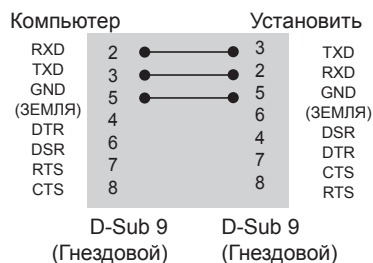 Компьютер Установить
RXD 2 3 TXD
TXD 3 2 RXD
GND 5 5 GND
(ЗЕМЛЯ) 4 6 (ЗЕМЛЯ)
DTR 6 4 DSR
DSR 7 7 DTR
RTS 8 8 CTS
CTS RTS
D-Sub 9 D-Sub 9
(Гнездовой) (Гнездовой)